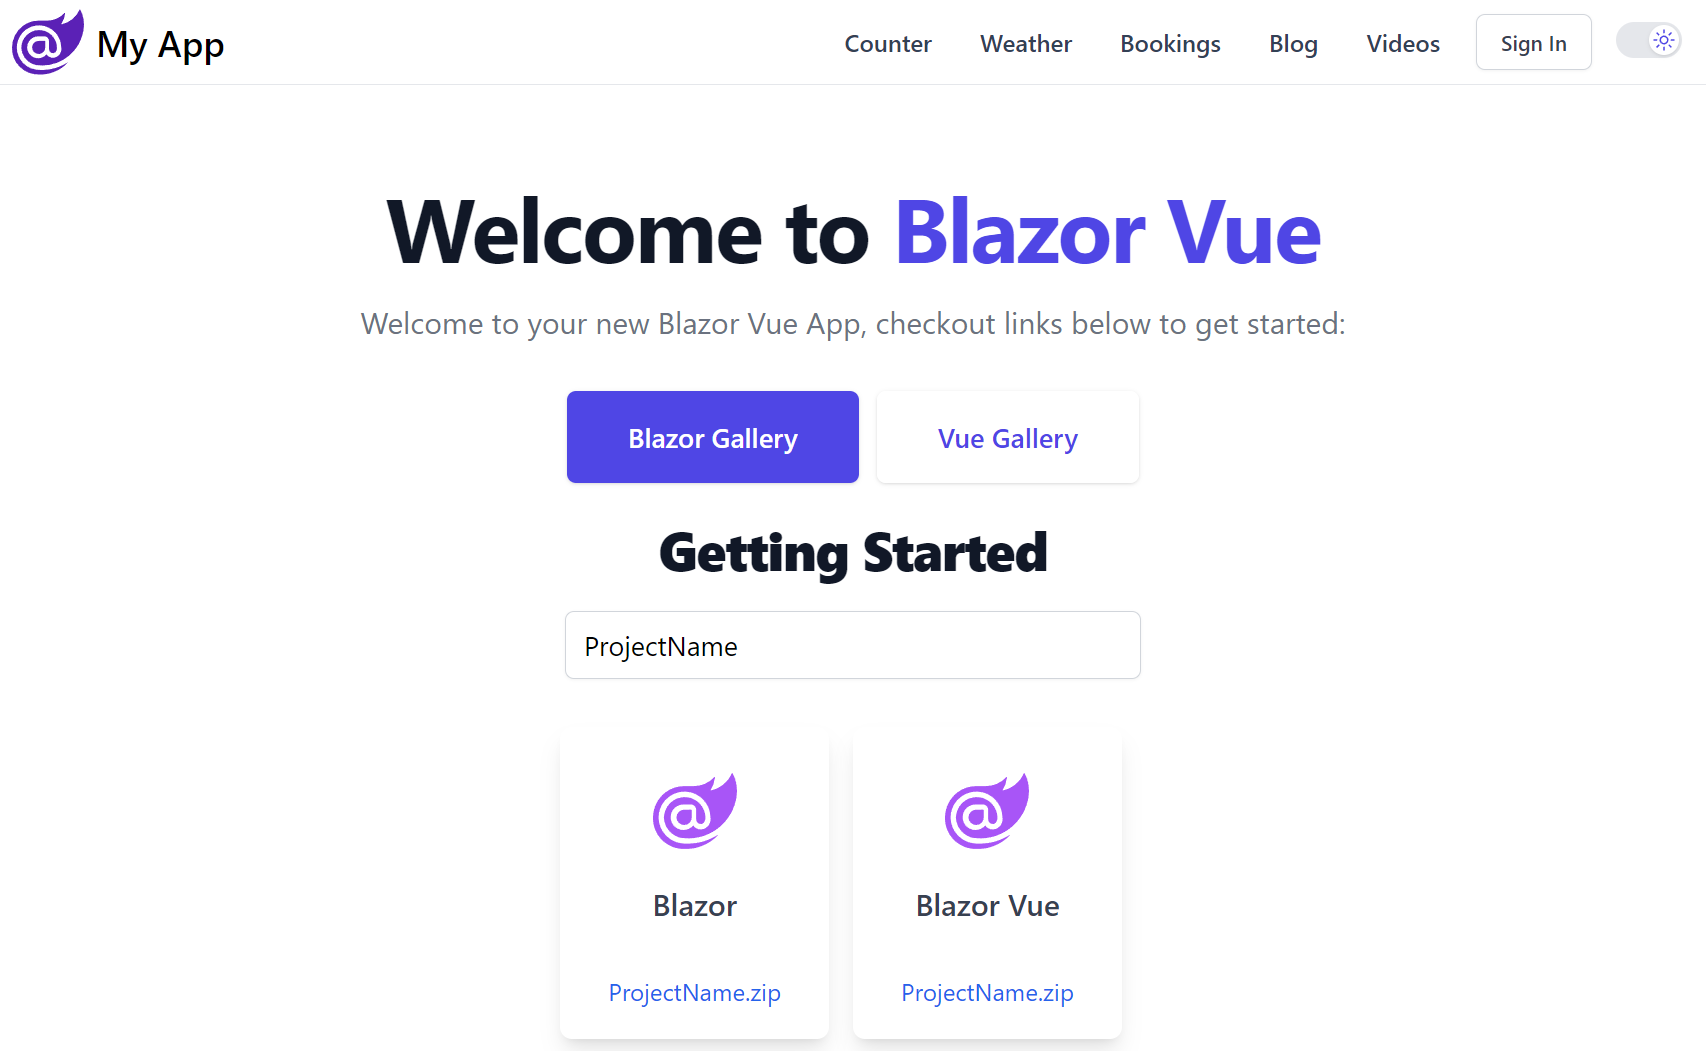 My App
Counter Weather Bookings Blog Videos Sign In
Welcome to Blazor Vue
Welcome to your new Blazor Vue App, checkout links below to get started:
Blazor Gallery Vue Gallery
Getting Started
ProjectName
Blazor Blazor Vue
ProjectName.zip ProjectName.zip